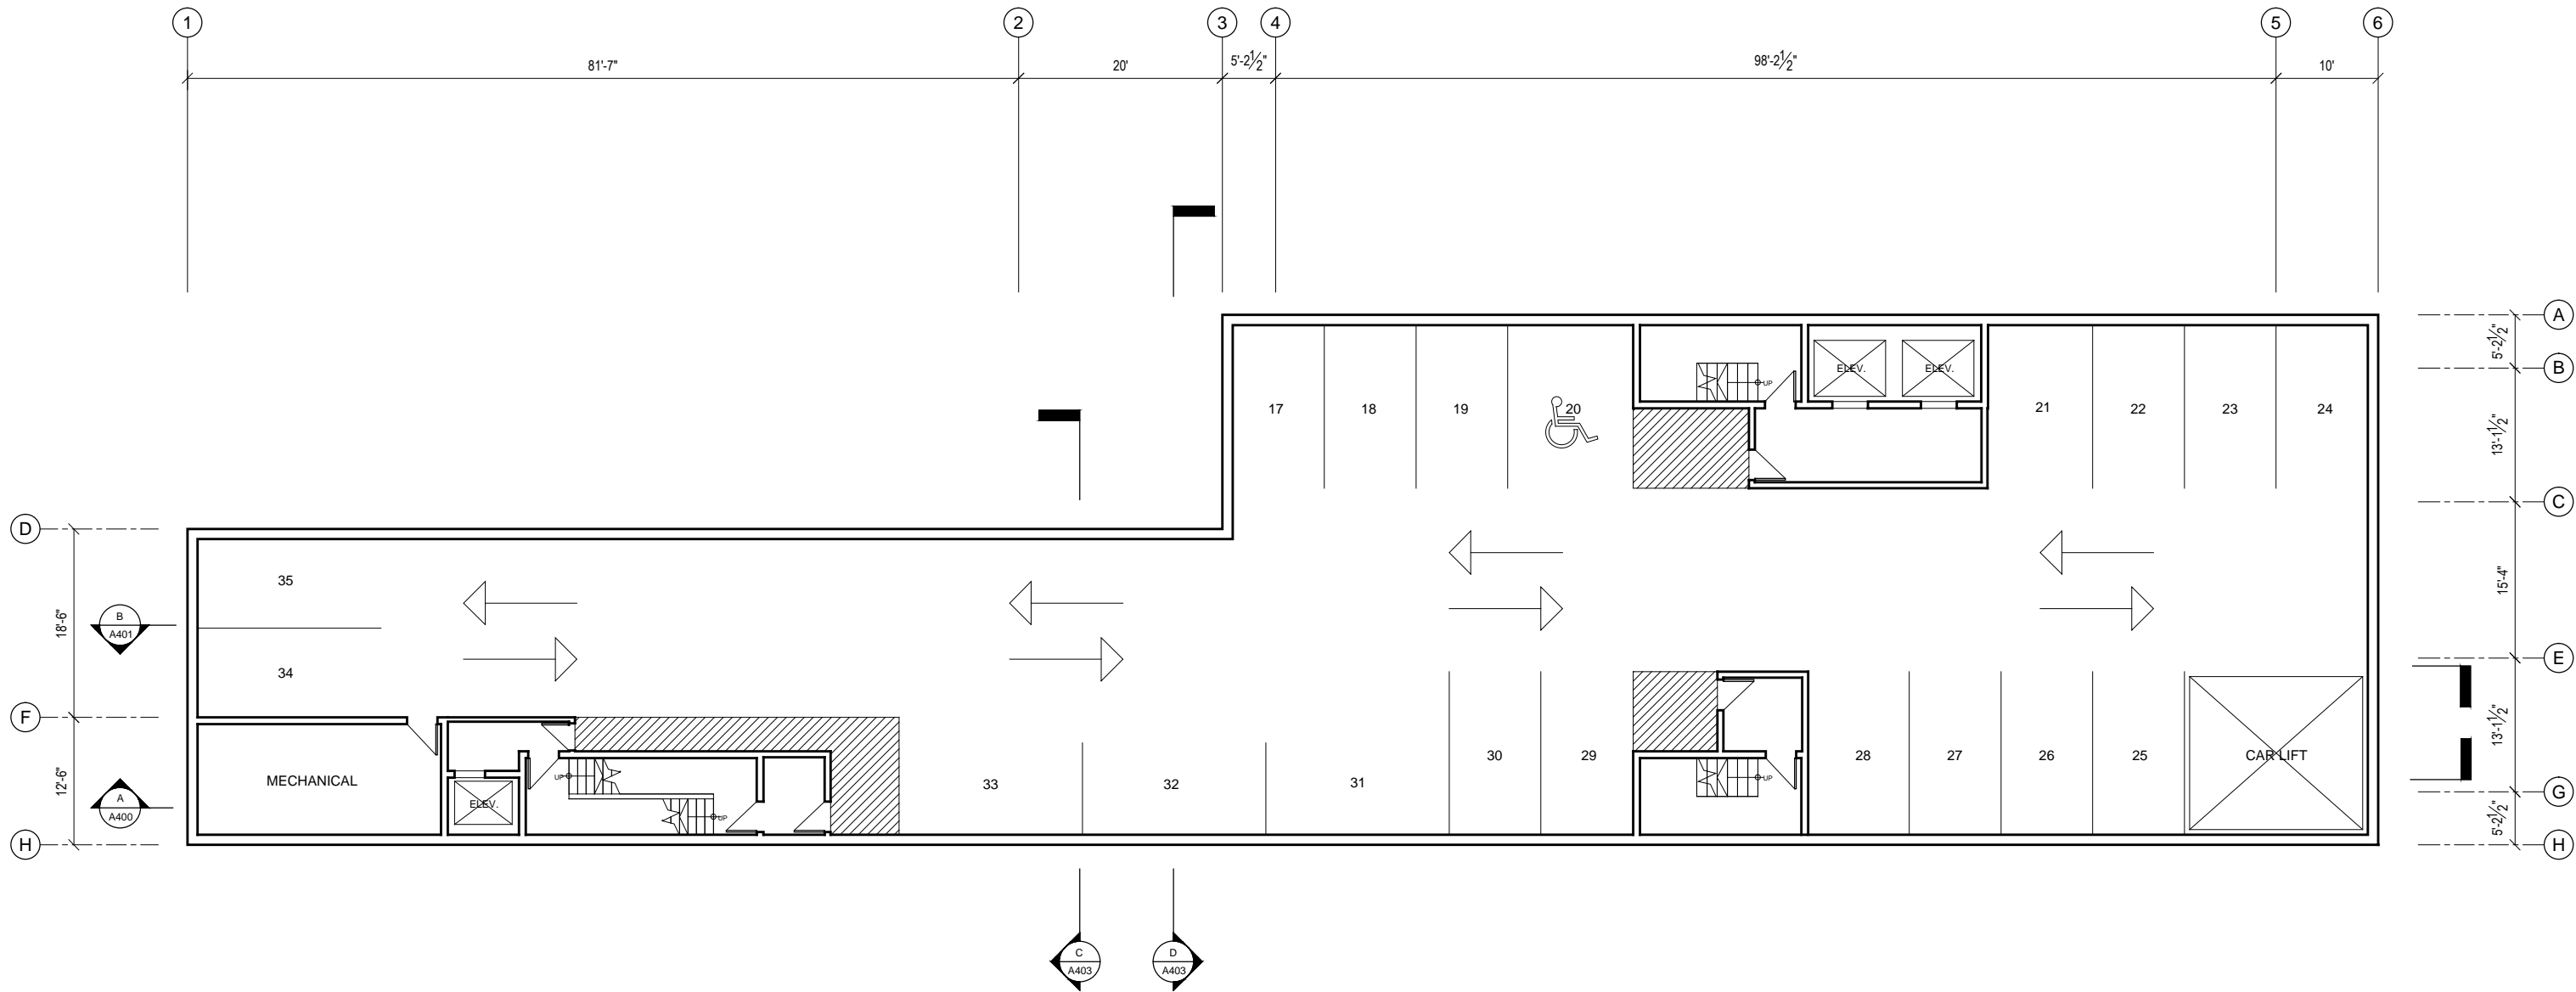 1 2 3 4 5 6
81'-7" 20' 5'-2½" 98'-2½" 10'
A
5'-2½"
B
ELEV. ELEV.
UP
17 18 19 20 21 22 23 24
13'-1½"
C
D
35
15'-4"
18'-6"
B
A401
E
34
F
13'-1½"
30 29 28 27 26 25 CAR LIFT
UP
UP
MECHANICAL
33 32 31
12'-6"
A
A400
G
ELEV.
UP
5'-2½"
H H
C D
A403 A403